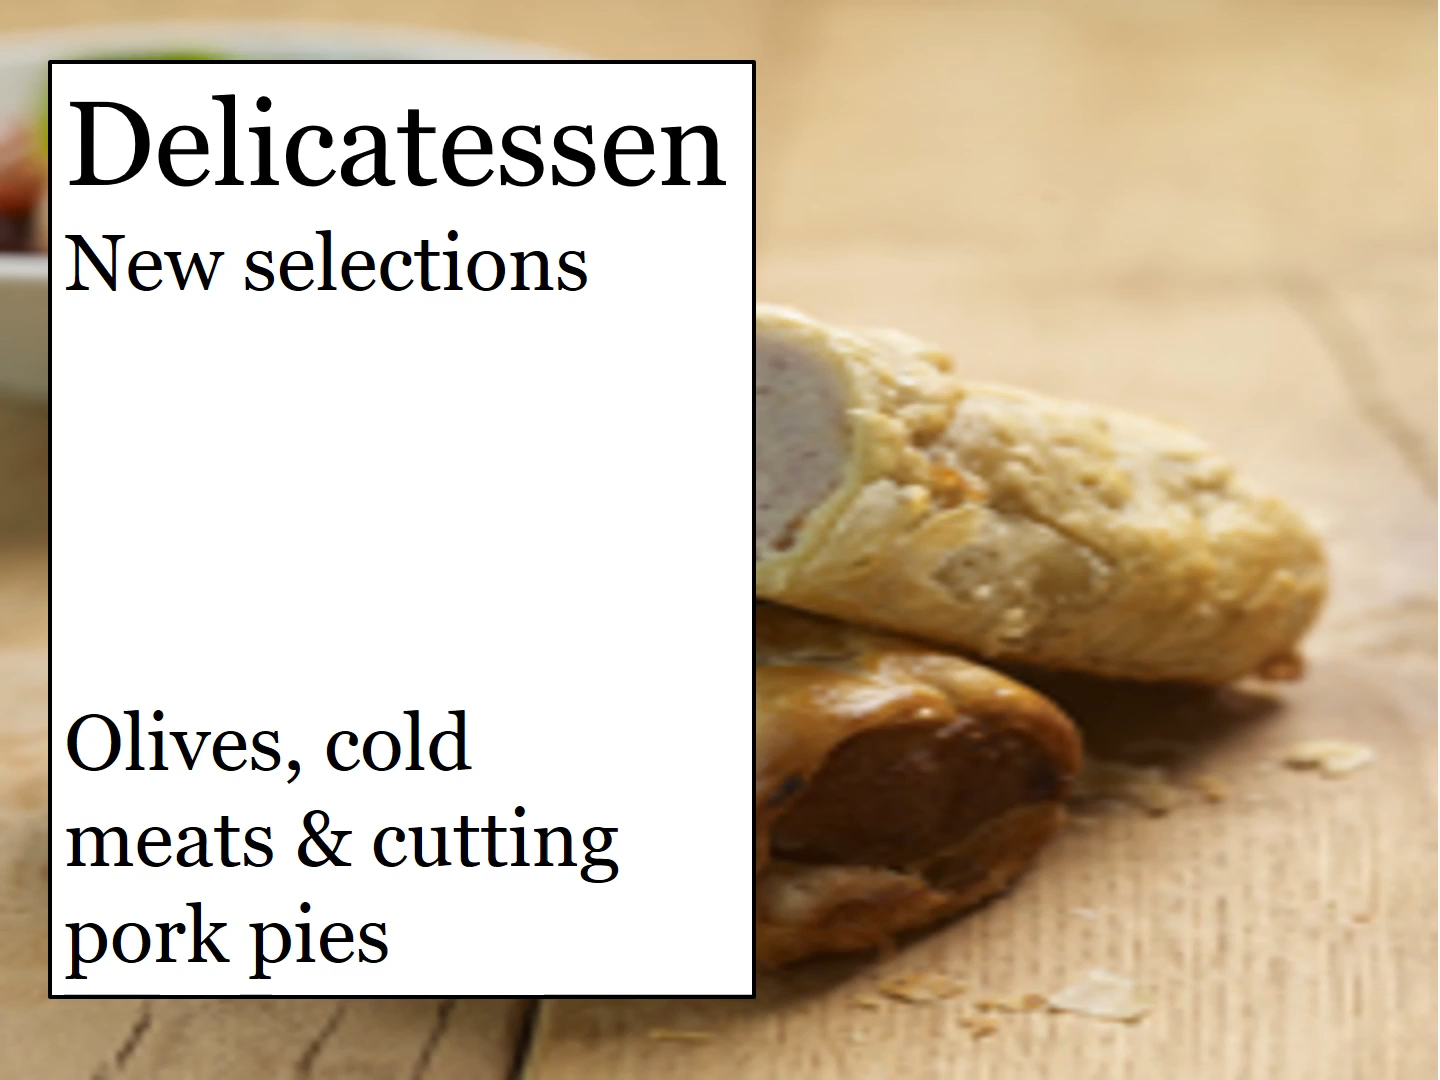 Delicatessen
New selections
Olives, cold
meats & cutting
pork pies